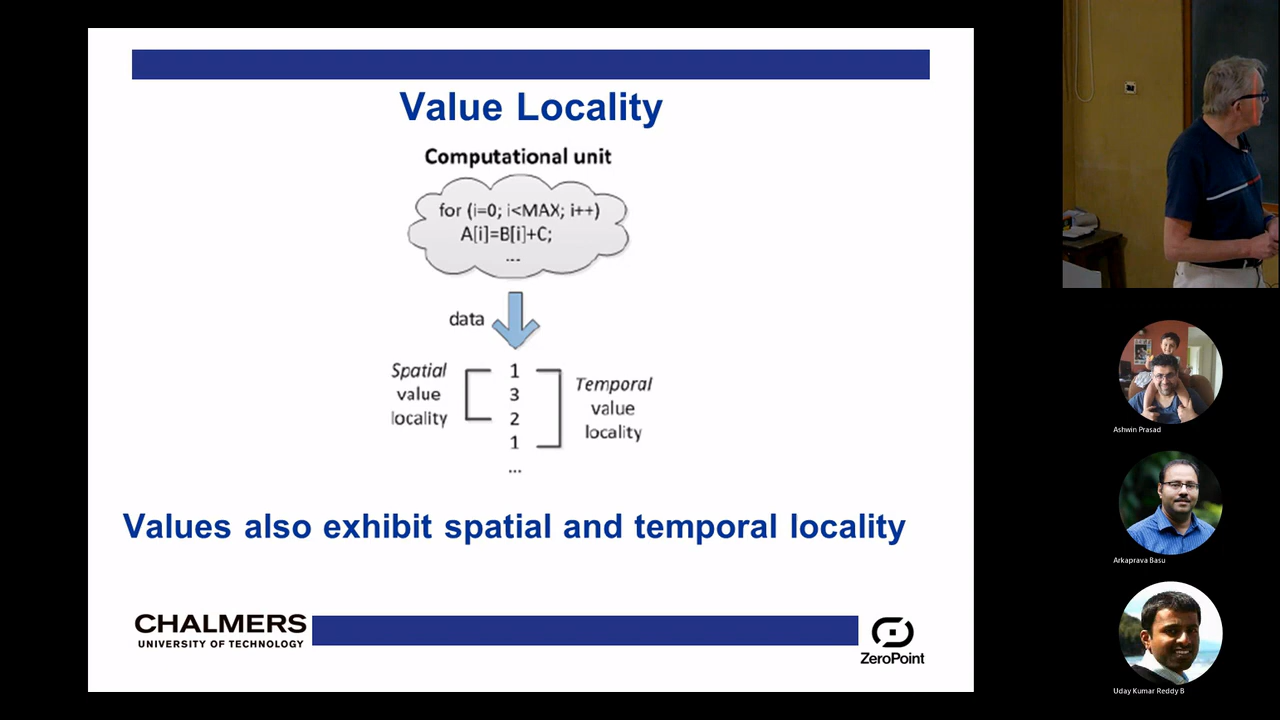 Value Locality
Computational unit
for (i=0; i<MAX; i++)
A[i]=B[i]+C;
...
data
Spatial
value
locality
1
3
2
1
...
Temporal
value
locality
Values also exhibit spatial and temporal locality
CHALMERS
UNIVERSITY OF TECHNOLOGY
ZeroPoint
Ashwin Prasad
Arkaprava Basu
Uday Kumar Reddy B